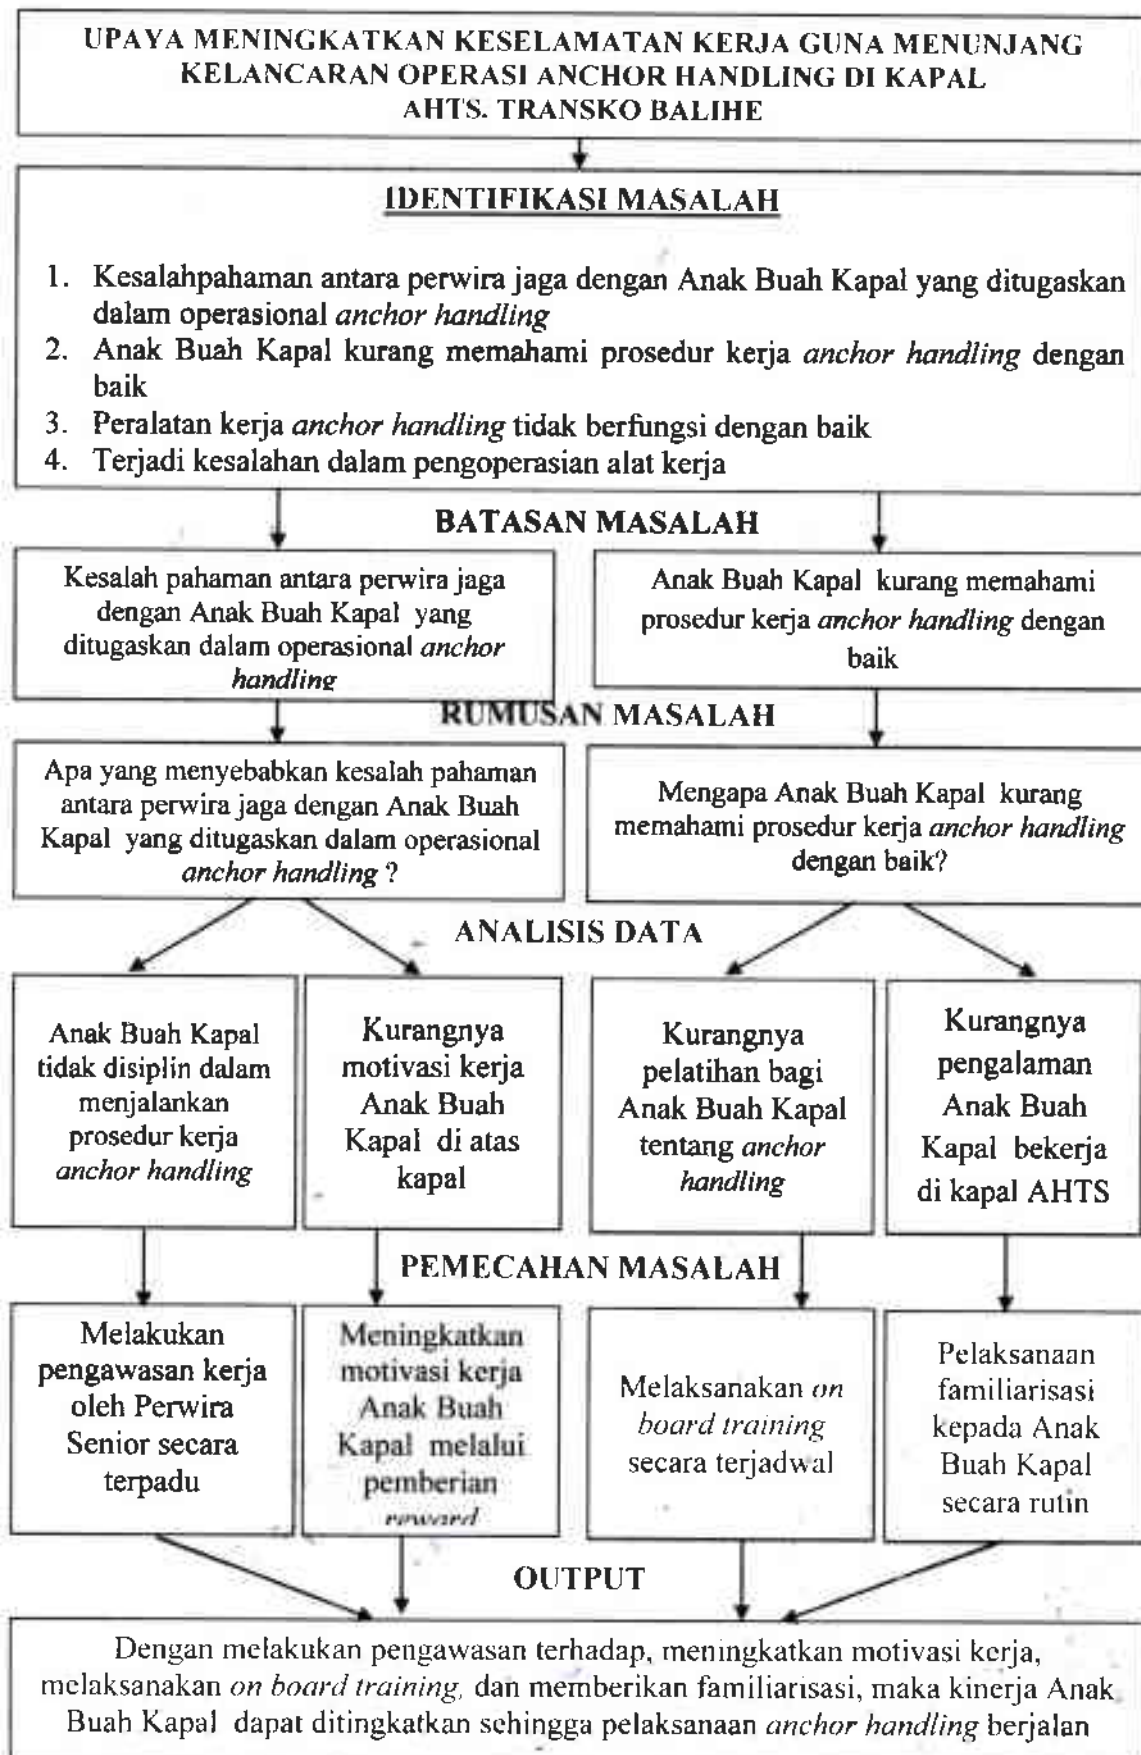 UPAYA MENINGKATKAN KESELAMATAN KERJA GUNA MENUNJANG
KELANCARAN OPERASI ANCHOR HANDLING DI KAPAL
AHTS. TRANSKO BALIHE
IDENTIFIKASI MASALAH
1. Kesalahpahaman antara perwira jaga dengan Anak Buah Kapal yang ditugaskan
dalam operasional anchor handling
2. Anak Buah Kapal kurang memahami prosedur kerja anchor handling dengan
baik
3. Peralatan kerja anchor handling tidak berfungsi dengan baik
4. Terjadi kesalahan dalam pengoperasian alat kerja
BATASAN MASALAH
Kesalah pahaman antara perwira jaga
dengan Anak Buah Kapal yang
ditugaskan dalam operasional anchor
handling
Anak Buah Kapal kurang memahami
prosedur kerja anchor handling dengan
baik
RUMUSAN MASALAH
Apa yang menyebabkan kesalah pahaman
antara perwira jaga dengan Anak Buah
Kapal yang ditugaskan dalam operasional
anchor handling ?
Mengapa Anak Buah Kapal kurang
memahami prosedur kerja anchor handling
dengan baik?
ANALISIS DATA
Anak Buah Kapal
tidak disiplin dalam
menjalankan
prosedur kerja
anchor handling
Kurangnya
motivasi kerja
Anak Buah
Kapal di atas
kapal
Kurangnya
pelatihan bagi
Anak Buah Kapal
tentang anchor
handling
Kurangnya
pengalaman
Anak Buah
Kapal bekerja
di kapal AHTS
PEMECAHAN MASALAH
Melakukan
pengawasan kerja
oleh Perwira
Senior secara
terpadu
Meningkatkan
motivasi kerja
Anak Buah
Kapal melalui
pemberian
reward
Melaksanakan on
board training
secara terjadwal
Pelaksanaan
familiarisasi
kepada Anak
Buah Kapal
secara rutin
OUTPUT
Dengan melakukan pengawasan terhadap, meningkatkan motivasi kerja,
melaksanakan on board training, dan memberikan familiarisasi, maka kinerja Anak
Buah Kapal dapat ditingkatkan sehingga pelaksanaan anchor handling berjalan